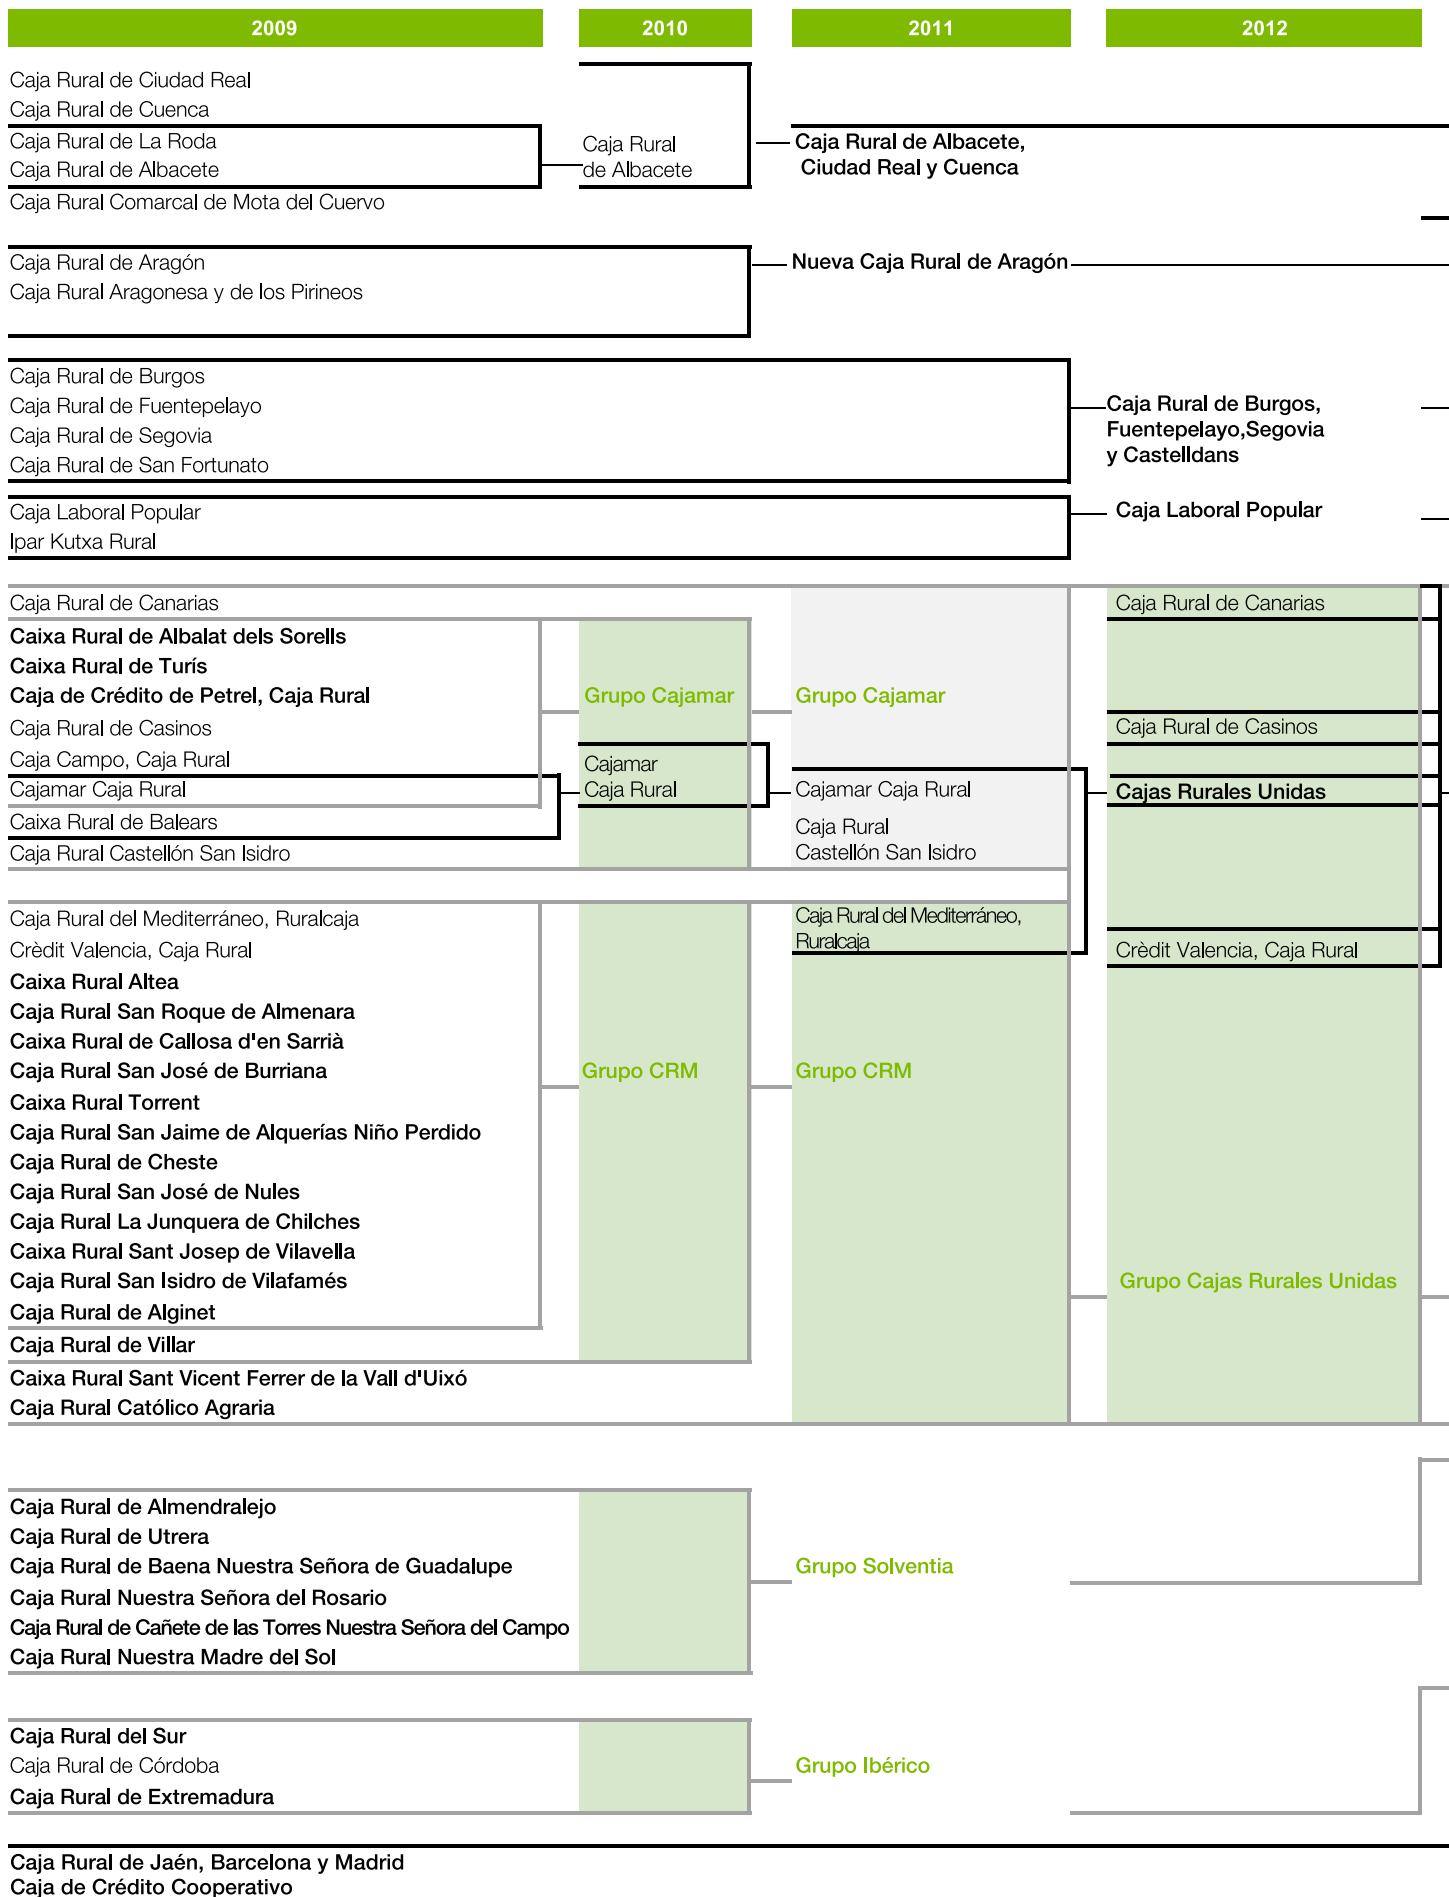 2009
2010
2011
2012
Caja Rural de Ciudad Real
Caja Rural de Cuenca
Caja Rural de La Roda
Caja Rural de Albacete
Caja Rural Comarcal de Mota del Cuervo
Caja Rural
de Albacete
Caja Rural de Albacete,
Ciudad Real y Cuenca
Caja Rural de Aragón
Caja Rural Aragonesa y de los Pirineos
Nueva Caja Rural de Aragón
Caja Rural de Burgos
Caja Rural de Fuentepelayo
Caja Rural de Segovia
Caja Rural de San Fortunato
Caja Rural de Burgos,
Fuentepelayo,Segovia
y Castelldans
Caja Laboral Popular
Ipar Kutxa Rural
Caja Laboral Popular
Caja Rural de Canarias
Caixa Rural de Albalat dels Sorells
Caixa Rural de Turís
Caja de Crédito de Petrel, Caja Rural
Caja Rural de Casinos
Caja Campo, Caja Rural
Cajamar Caja Rural
Caixa Rural de Balears
Caja Rural Castellón San Isidro
Grupo Cajamar
Cajamar
Caja Rural
Grupo Cajamar
Cajamar Caja Rural
Caja Rural
Castellón San Isidro
Caja Rural de Canarias
Caja Rural de Casinos
Cajas Rurales Unidas
Caja Rural del Mediterráneo, Ruralcaja
Crèdit Valencia, Caja Rural
Caixa Rural Altea
Caja Rural San Roque de Almenara
Caixa Rural de Callosa d'en Sarrià
Caja Rural San José de Burriana
Caixa Rural Torrent
Caja Rural San Jaime de Alquerías Niño Perdido
Caja Rural de Cheste
Caja Rural San José de Nules
Caja Rural La Junquera de Chilches
Caixa Rural Sant Josep de Vilavella
Caja Rural San Isidro de Vilafamés
Caja Rural de Alginet
Caja Rural de Villar
Caixa Rural Sant Vicent Ferrer de la Vall d'Uixó
Caja Rural Católico Agraria
Grupo CRM
Caja Rural del Mediterráneo,
Ruralcaja
Grupo CRM
Crèdit Valencia, Caja Rural
Grupo Cajas Rurales Unidas
Caja Rural de Almendralejo
Caja Rural de Utrera
Caja Rural de Baena Nuestra Señora de Guadalupe
Caja Rural Nuestra Señora del Rosario
Caja Rural de Cañete de las Torres Nuestra Señora del Campo
Caja Rural Nuestra Madre del Sol
Grupo Solventia
Caja Rural del Sur
Caja Rural de Córdoba
Caja Rural de Extremadura
Grupo Ibérico
Caja Rural de Jaén, Barcelona y Madrid
Caja de Crédito Cooperativo